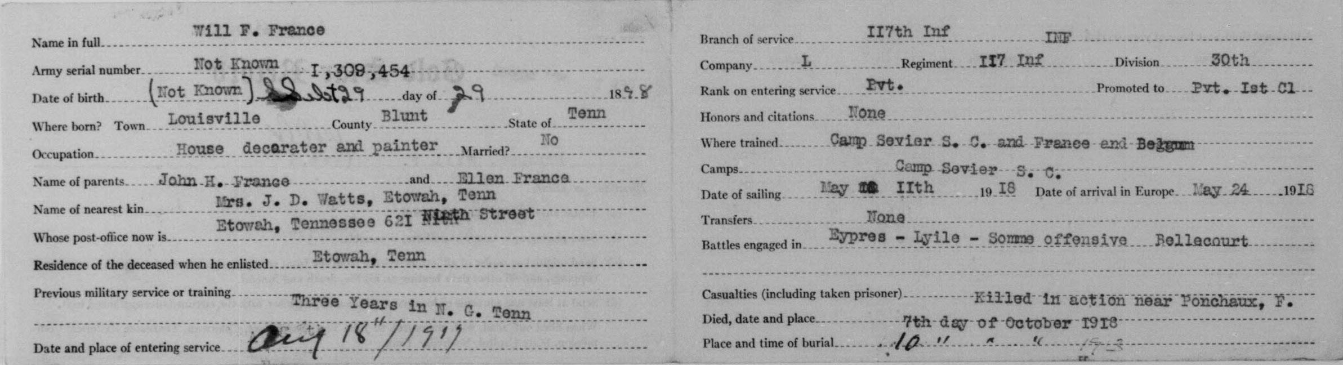 Name in full Will F. France
Army serial number Not Known 1,309,454
Date of birth (Not Known) 29 day of 29 1898
Where born? Town Louisville County Blunt State of Tenn
Occupation House decorater and painter Married? No
Name of parents John H. France and Ellen France
Name of nearest kin Mrs. J. D. Watts, Etowah, Tenn
Whose post-office now is Etowah, Tennessee 621 Ninth Street
Residence of the deceased when he enlisted Etowah, Tenn
Previous military service or training Three Years in N. G. Tenn
Date and place of entering service Aug 18"/1917
Branch of service 117th Inf INF
Company L Regiment 117 Inf Division 30th
Rank on entering service Pvt. Promoted to Pvt. Ist Cl
Honors and citations None
Where trained Camp Sevier S. C. and France and Belgum
Camps Camp Sevier S. C.
Date of sailing May 11th 1918 Date of arrival in Europe May 24 1918
Transfers None
Battles engaged in Eypres - Lyile - Somme offensive Bellacourt
Casualties (including taken prisoner) Killed in action near Ponchaux, F.
Died, date and place 7th day of October 1918
Place and time of burial 10 " " "